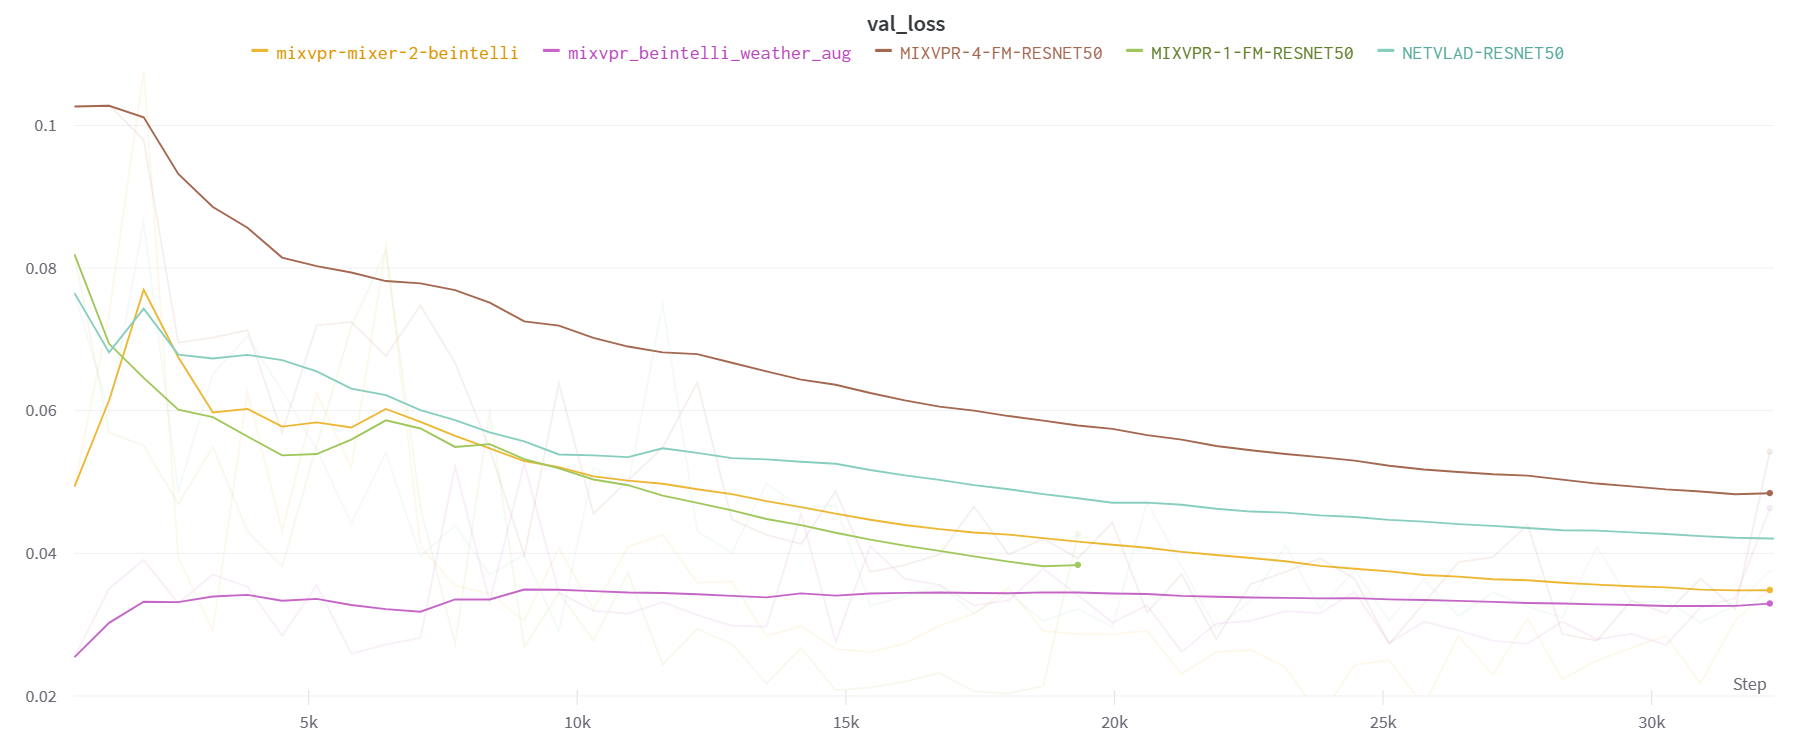 val_loss
mixvpr-mixer-2-beintelli mixvpr_beintelli_weather_aug MIXVPR-4-FM-RESNET50 MIXVPR-1-FM-RESNET50 NETVLAD-RESNET50
0.1
0.08
0.06
0.04
0.02
Step
5k 10k 15k 20k 25k 30k